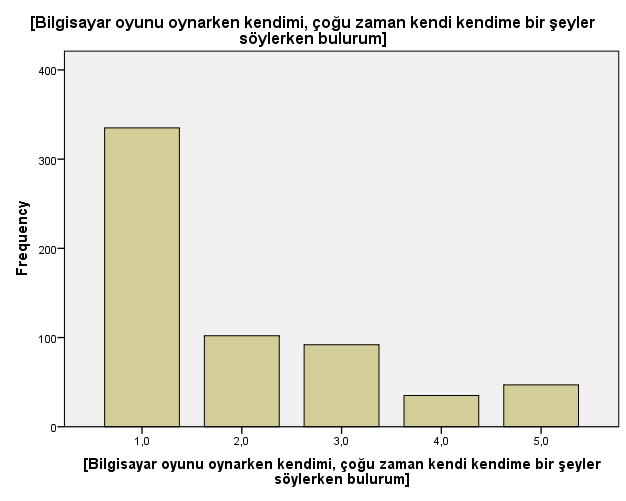 [Bilgisayar oyunu oynarken kendimi, çoğu zaman kendi kendime bir şeyler
söylerken bulurum]
400
300
200
100
0
Frequency
1,0
2,0
3,0
4,0
5,0
[Bilgisayar oyunu oynarken kendimi, çoğu zaman kendi kendime bir şeyler
söylerken bulurum]